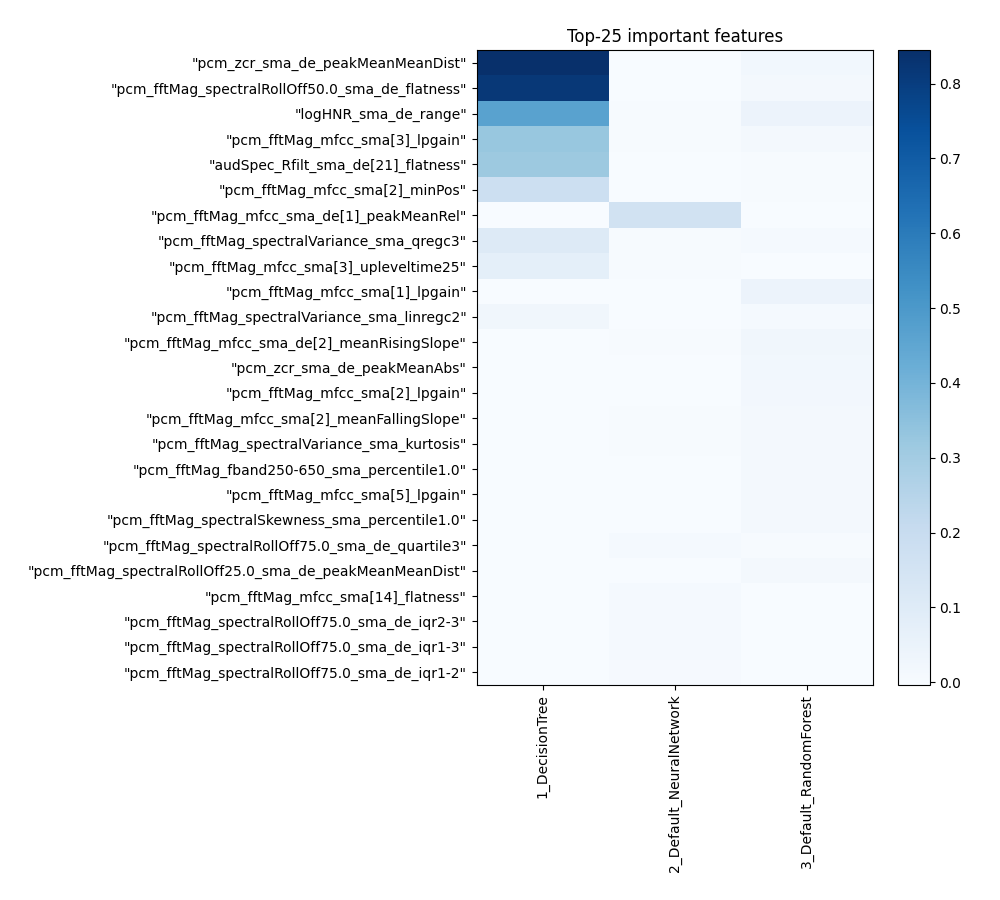 Top-25 important features
"pcm_zcr_sma_de_peakMeanMeanDist"
"pcm_fftMag_spectralRollOff50.0_sma_de_flatness"
"logHNR_sma_de_range"
"pcm_fftMag_mfcc_sma[3]_lpgain"
"audSpec_Rfilt_sma_de[21]_flatness"
"pcm_fftMag_mfcc_sma[2]_minPos"
"pcm_fftMag_mfcc_sma_de[1]_peakMeanRel"
"pcm_fftMag_spectralVariance_sma_qregc3"
"pcm_fftMag_mfcc_sma[3]_upleveltime25"
"pcm_fftMag_mfcc_sma[1]_lpgain"
"pcm_fftMag_spectralVariance_sma_linregc2"
"pcm_fftMag_mfcc_sma_de[2]_meanRisingSlope"
"pcm_zcr_sma_de_peakMeanAbs"
"pcm_fftMag_mfcc_sma[2]_lpgain"
"pcm_fftMag_mfcc_sma[2]_meanFallingSlope"
"pcm_fftMag_spectralVariance_sma_kurtosis"
"pcm_fftMag_fband250-650_sma_percentile1.0"
"pcm_fftMag_mfcc_sma[5]_lpgain"
"pcm_fftMag_spectralSkewness_sma_percentile1.0"
"pcm_fftMag_spectralRollOff75.0_sma_de_quartile3"
"pcm_fftMag_spectralRollOff25.0_sma_de_peakMeanMeanDist"
"pcm_fftMag_mfcc_sma[14]_flatness"
"pcm_fftMag_spectralRollOff75.0_sma_de_iqr2-3"
"pcm_fftMag_spectralRollOff75.0_sma_de_iqr1-3"
"pcm_fftMag_spectralRollOff75.0_sma_de_iqr1-2"
1_DecisionTree
2_Default_NeuralNetwork
3_Default_RandomForest
0.8
0.7
0.6
0.5
0.4
0.3
0.2
0.1
0.0